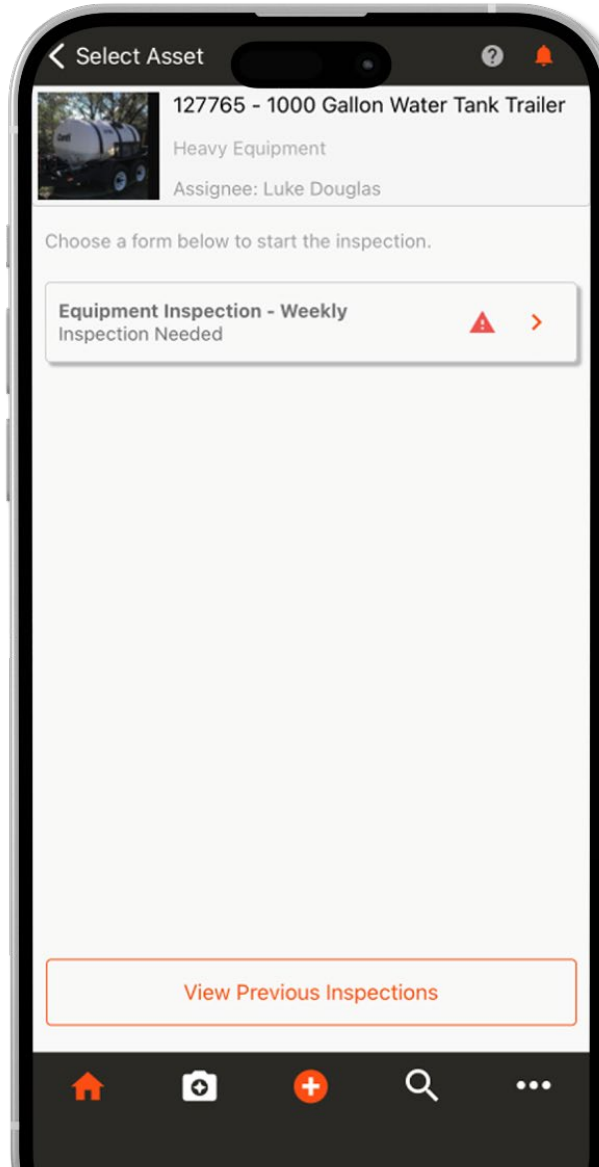 Select Asset
127765 - 1000 Gallon Water Tank Trailer
Heavy Equipment
Assignee: Luke Douglas
Choose a form below to start the inspection.
Equipment Inspection - Weekly
Inspection Needed
View Previous Inspections